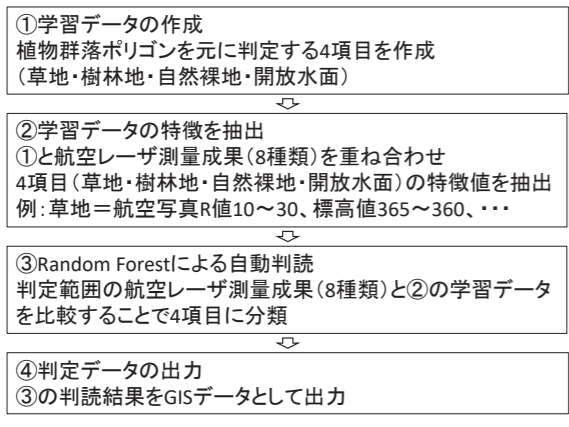 ①学習データの作成
植物群落ポリゴンを元に判定する4項目を作成
（草地・樹林地・自然裸地・開放水面）
②学習データの特徴を抽出
①と航空レーザ測量成果（8種類）を重ね合わせ
4項目（草地・樹林地・自然裸地・開放水面）の特徴値を抽出
例：草地＝航空写真R値10～30、標高値365～360、・・・
③Random Forestによる自動判読
判定範囲の航空レーザ測量成果（8種類）と②の学習データ
を比較することで4項目に分類
④判定データの出力
③の判読結果をGISデータとして出力